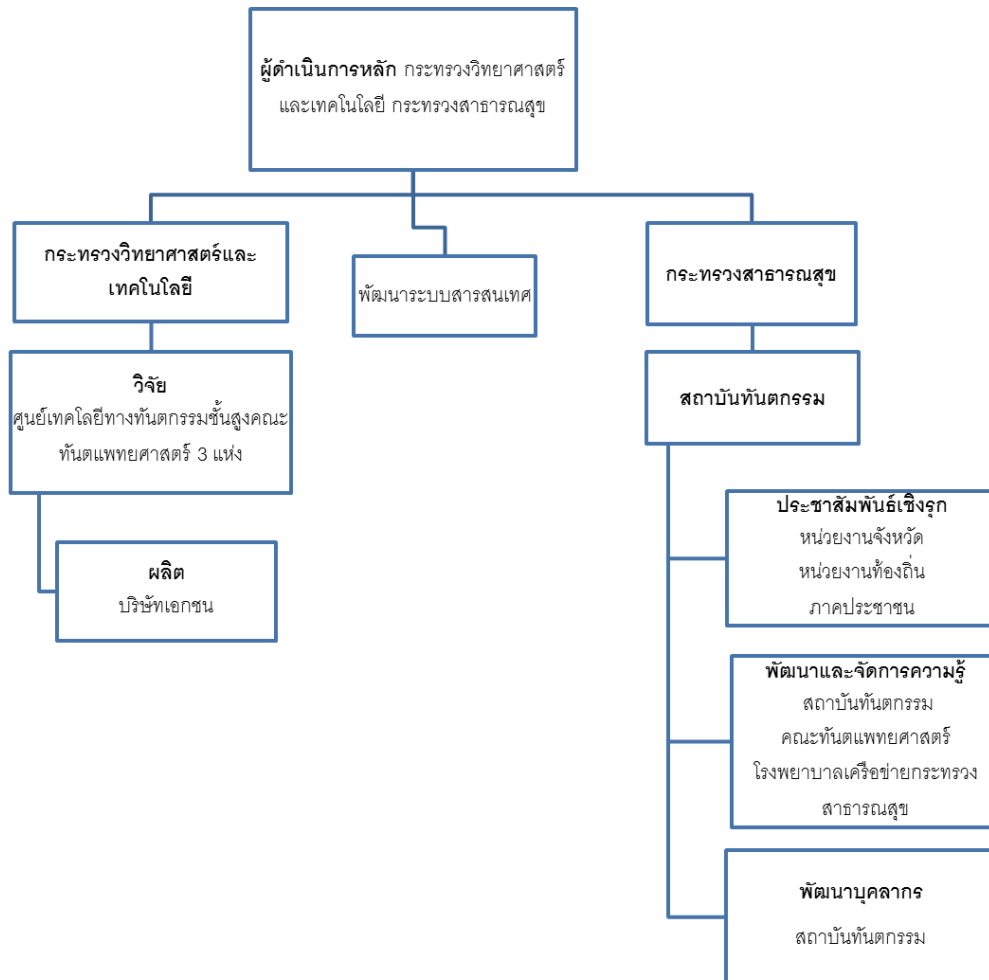 ผู้ดำเนินการหลัก กระทรวงวิทยาศาสตร์
และเทคโนโลยี กระทรวงสาธารณสุข
กระทรวงวิทยาศาสตร์และ
เทคโนโลยี
พัฒนาระบบสารสนเทศ
กระทรวงสาธารณสุข
วิจัย
ศูนย์เทคโลยีทางทันตกรรมชั้นสูงคณะ
ทันตแพทยศาสตร์ 3 แห่ง
สถาบันทันตกรรม
ผลิต
บริษัทเอกชน
ประชาสัมพันธ์เชิงรุก
หน่วยงานจังหวัด
หน่วยงานท้องถิ่น
ภาคประชาชน
พัฒนาและจัดการความรู้
สถาบันทันตกรรม
คณะทันตแพทยศาสตร์
โรงพยาบาลเครือข่ายกระทรวง
สาธารณสุข
พัฒนาบุคลากร
สถาบันทันตกรรม